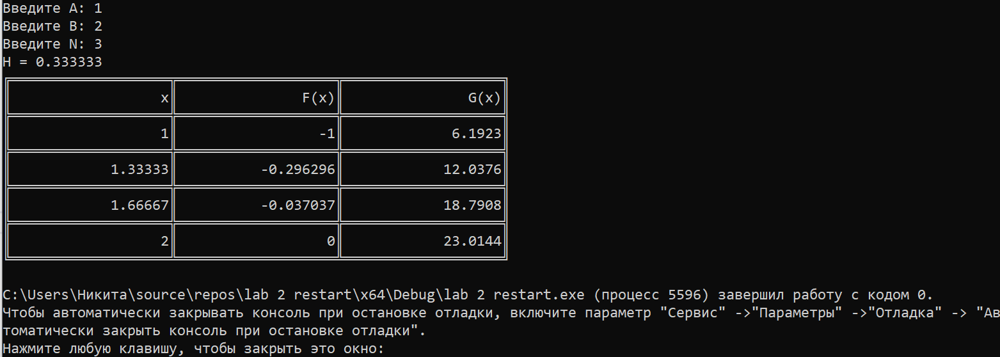 Введите A: 1
Введите B: 2
Введите N: 3
H = 0.333333
x F(x) G(x)
1 -1 6.1923
1.33333 -0.296296 12.0376
1.66667 -0.037037 18.7908
2 0 23.0144
C:\Users\Никита\source\repos\lab 2 restart\x64\Debug\lab 2 restart.exe (процесс 5596) завершил работу с кодом 0.
Чтобы автоматически закрывать консоль при остановке отладки, включите параметр "Сервис" ->"Параметры" ->"Отладка" -> "Ав
томатически закрыть консоль при остановке отладки".
Нажмите любую клавишу, чтобы закрыть это окно: